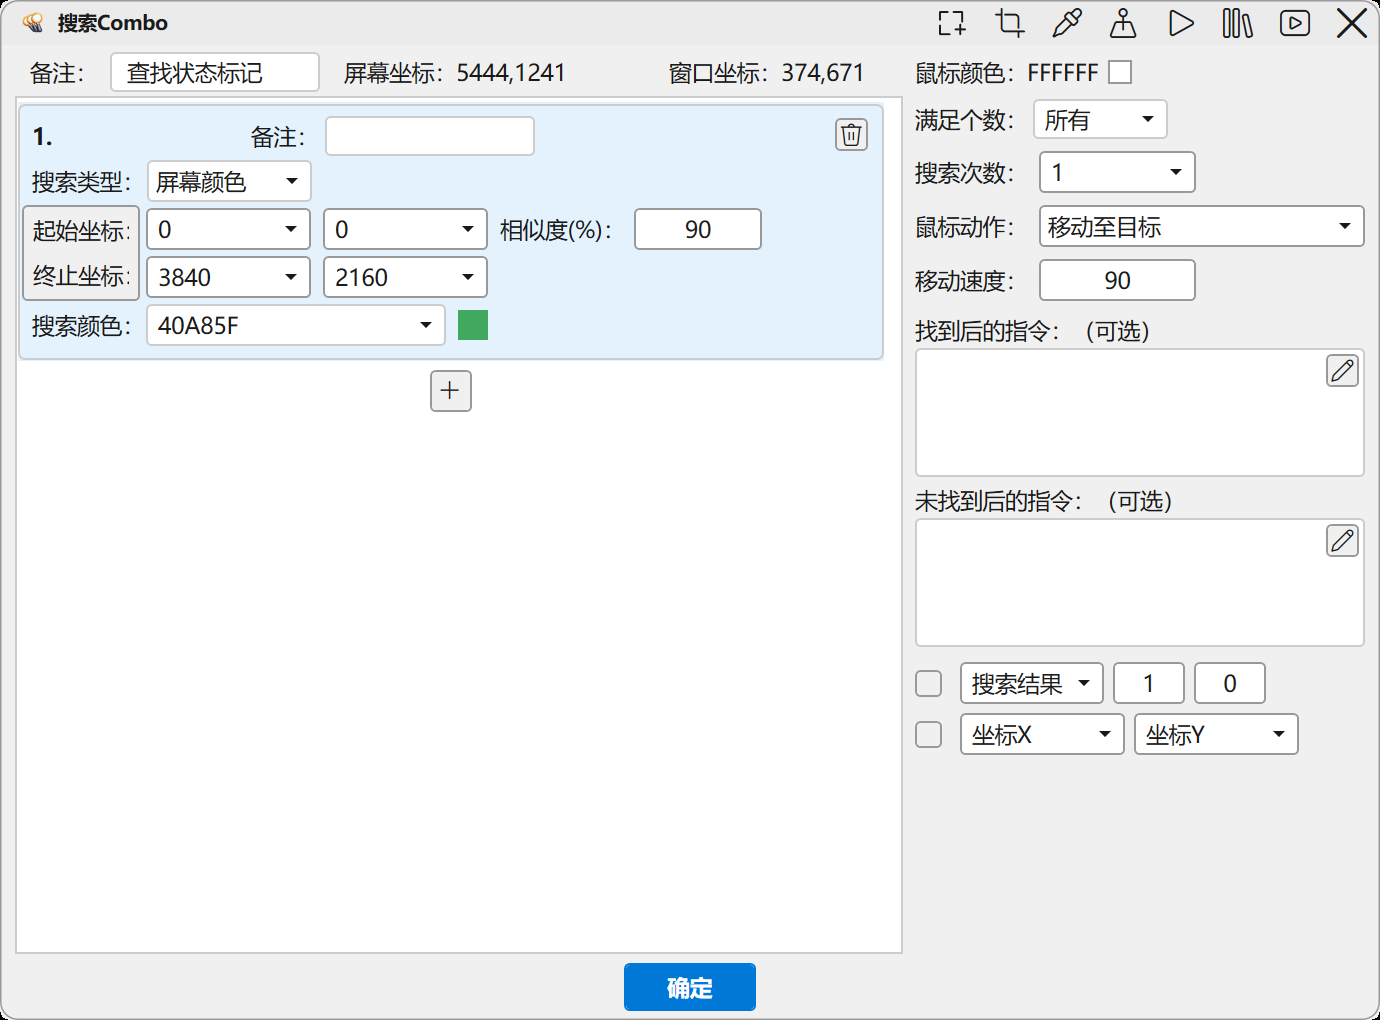 搜索Combo
备注： 查找状态标记 屏幕坐标：5444,1241 窗口坐标：374,671 鼠标颜色：FFFFFF
1. 备注：
满足个数： 所有
搜索类型： 屏幕颜色
搜索次数： 1
起始坐标: 0 0 相似度(%)： 90
鼠标动作： 移动至目标
终止坐标: 3840 2160
移动速度： 90
搜索颜色： 40A85F
找到后的指令： （可选）
未找到后的指令： （可选）
搜索结果 1 0
坐标X 坐标Y
确定